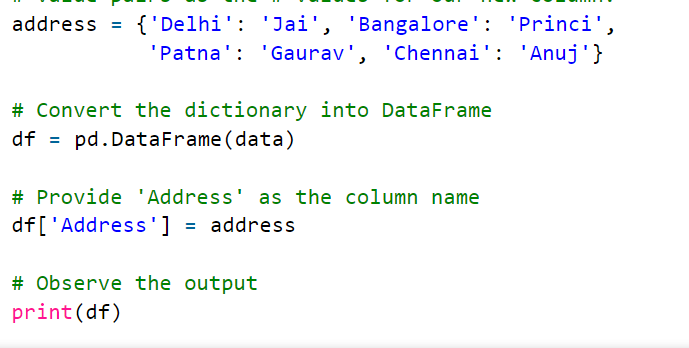 address = {'Delhi': 'Jai', 'Bangalore': 'Princi',
'Patna': 'Gaurav', 'Chennai': 'Anuj'}
# Convert the dictionary into DataFrame
df = pd.DataFrame(data)
# Provide 'Address' as the column name
df['Address'] = address
# Observe the output
print(df)